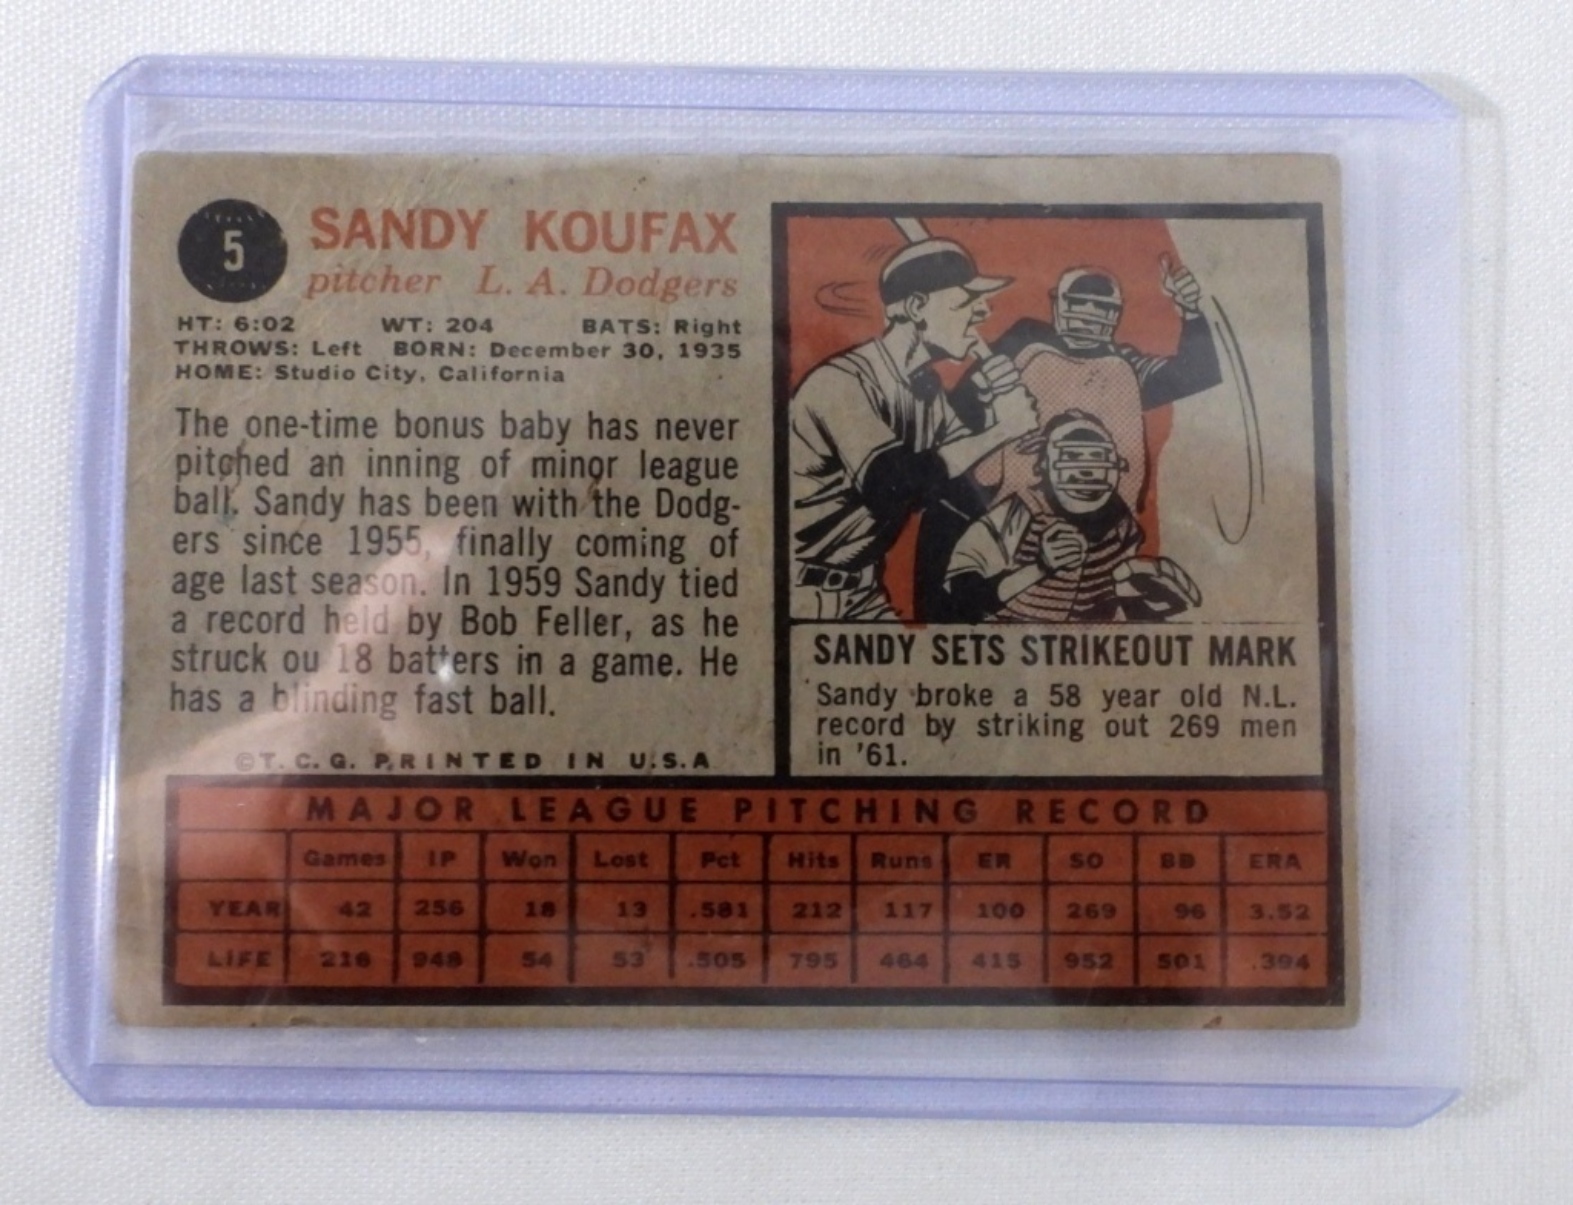 5
SANDY KOUFAX
pitcher L. A. Dodgers
HT: 6:02 WT: 204 BATS: Right
THROWS: Left BORN: December 30, 1935
HOME: Studio City, California
The one-time bonus baby has never
pitched an inning of minor league
ball. Sandy has been with the Dodg-
ers since 1955, finally coming of
age last season. In 1959 Sandy tied
a record held by Bob Feller, as he
struck ou 18 batters in a game. He
has a blinding fast ball.
©T. C. G. PRINTED IN U.S.A
SANDY SETS STRIKEOUT MARK
Sandy broke a 58 year old N.L.
record by striking out 269 men
in '61.
MAJOR LEAGUE PITCHING RECORD
Games IP Won Lost Pct Hits Runs ER SO BB ERA
YEAR 42 256 18 13 .581 212 117 100 269 96 3.52
LIFE 216 948 54 53 .505 795 464 415 952 501 .394